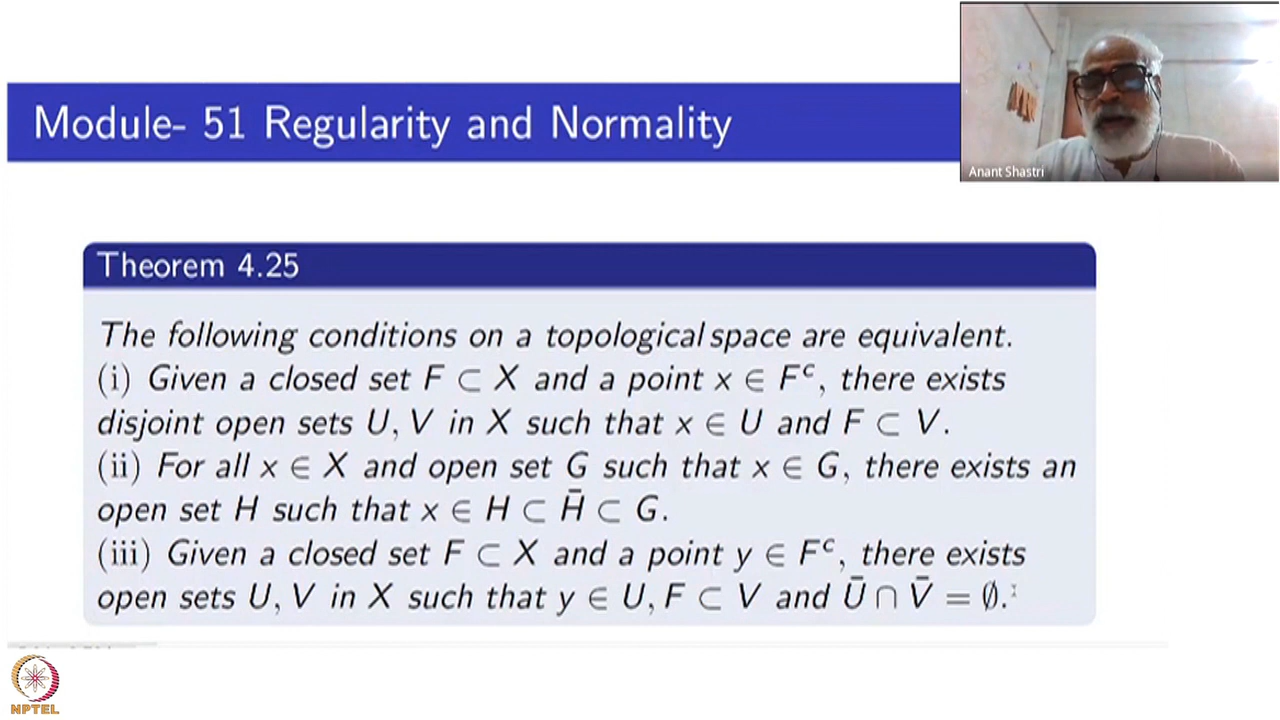 Module- 51 Regularity and Normality
Anant Shastri
Theorem 4.25
The following conditions on a topological space are equivalent.
(i) Given a closed set F ⊂ X and a point x ∈ Fᶜ, there exists
disjoint open sets U, V in X such that x ∈ U and F ⊂ V.
(ii) For all x ∈ X and open set G such that x ∈ G, there exists an
open set H such that x ∈ H ⊂ H̄ ⊂ G.
(iii) Given a closed set F ⊂ X and a point y ∈ Fᶜ, there exists
open sets U, V in X such that y ∈ U, F ⊂ V and Ū ∩ V̄ = ∅.
NPTEL